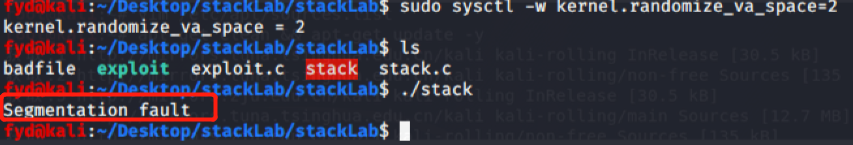 fyd@kali:~/Desktop/stackLab/stackLab$ sudo sysctl -w kernel.randomize_va_space=2
kernel.randomize_va_space = 2
fyd@kali:~/Desktop/stackLab/stackLab$ ls
badfile exploit exploit.c stack stack.c
fyd@kali:~/Desktop/stackLab/stackLab$ ./stack
Segmentation fault
fyd@kali:~/Desktop/stackLab/stackLab$